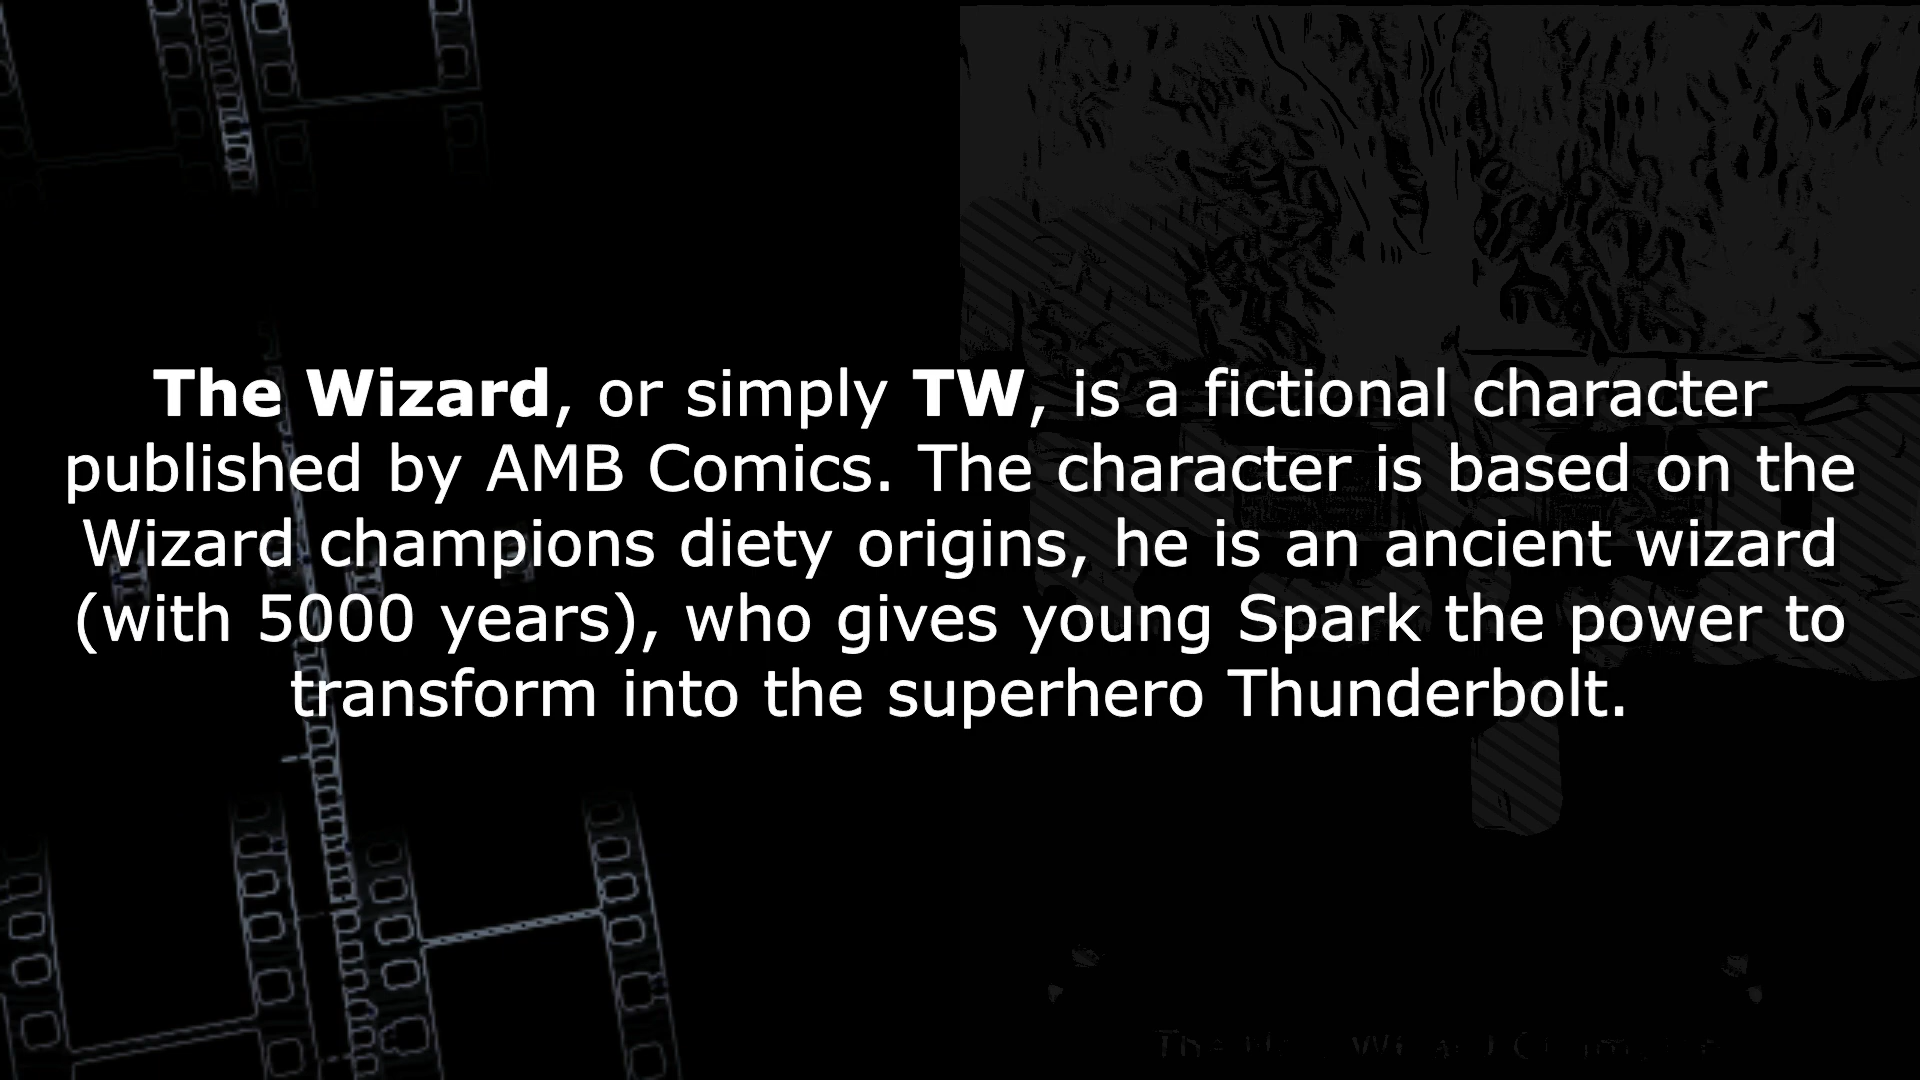 The Wizard, or simply TW, is a fictional character
published by AMB Comics. The character is based on the
Wizard champions diety origins, he is an ancient wizard
(with 5000 years), who gives young Spark the power to
transform into the superhero Thunderbolt.